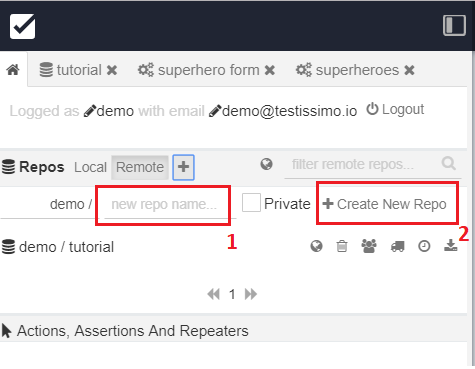 tutorial superhero form superheroes
Logged as demo with email demo@testissimo.io Logout
Repos Local Remote filter remote repos...
demo / new repo name... Private Create New Repo
1 2
demo / tutorial
1
Actions, Assertions And Repeaters